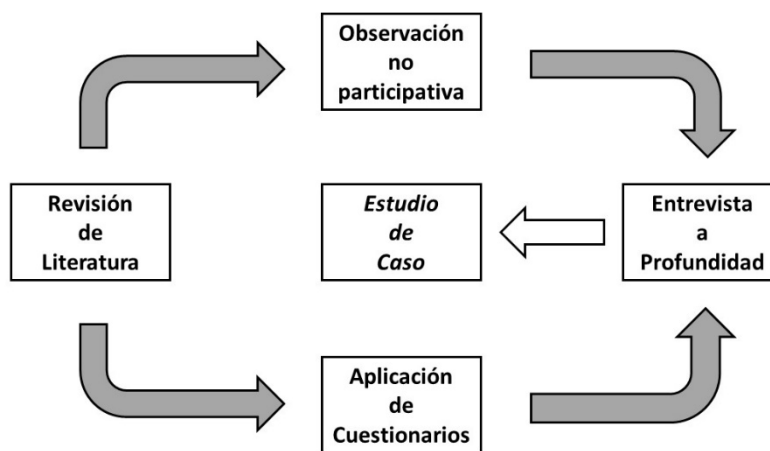 Observación
no
participativa
Revisión
de
Literatura
Estudio
de
Caso
Entrevista
a
Profundidad
Aplicación
de
Cuestionarios